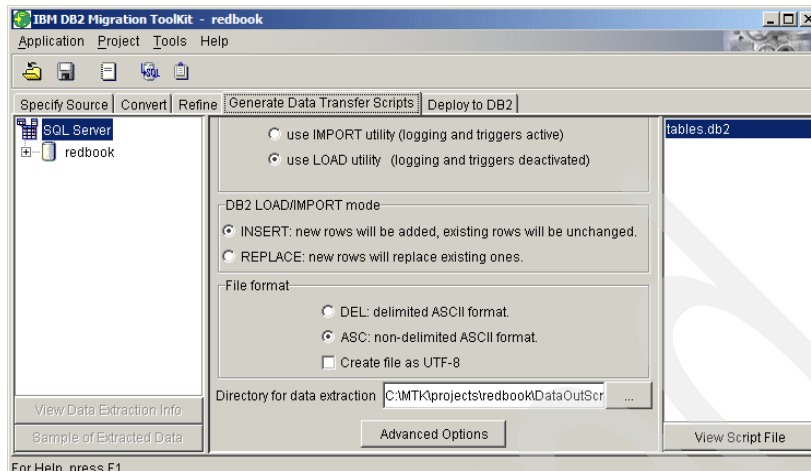 IBM DB2 Migration ToolKit - redbook
Application Project Tools Help
Specify Source Convert Refine Generate Data Transfer Scripts Deploy to DB2
SQL Server
redbook
use IMPORT utility (logging and triggers active)
use LOAD utility (logging and triggers deactivated)
DB2 LOAD/IMPORT mode
INSERT: new rows will be added, existing rows will be unchanged.
REPLACE: new rows will replace existing ones.
File format
DEL: delimited ASCII format.
ASC: non-delimited ASCII format.
Create file as UTF-8
Directory for data extraction C:\MTK\projects\redbook\DataOutScr ...
Advanced Options
View Data Extraction Info
Sample of Extracted Data
tables.db2
View Script File
For Help, press F1